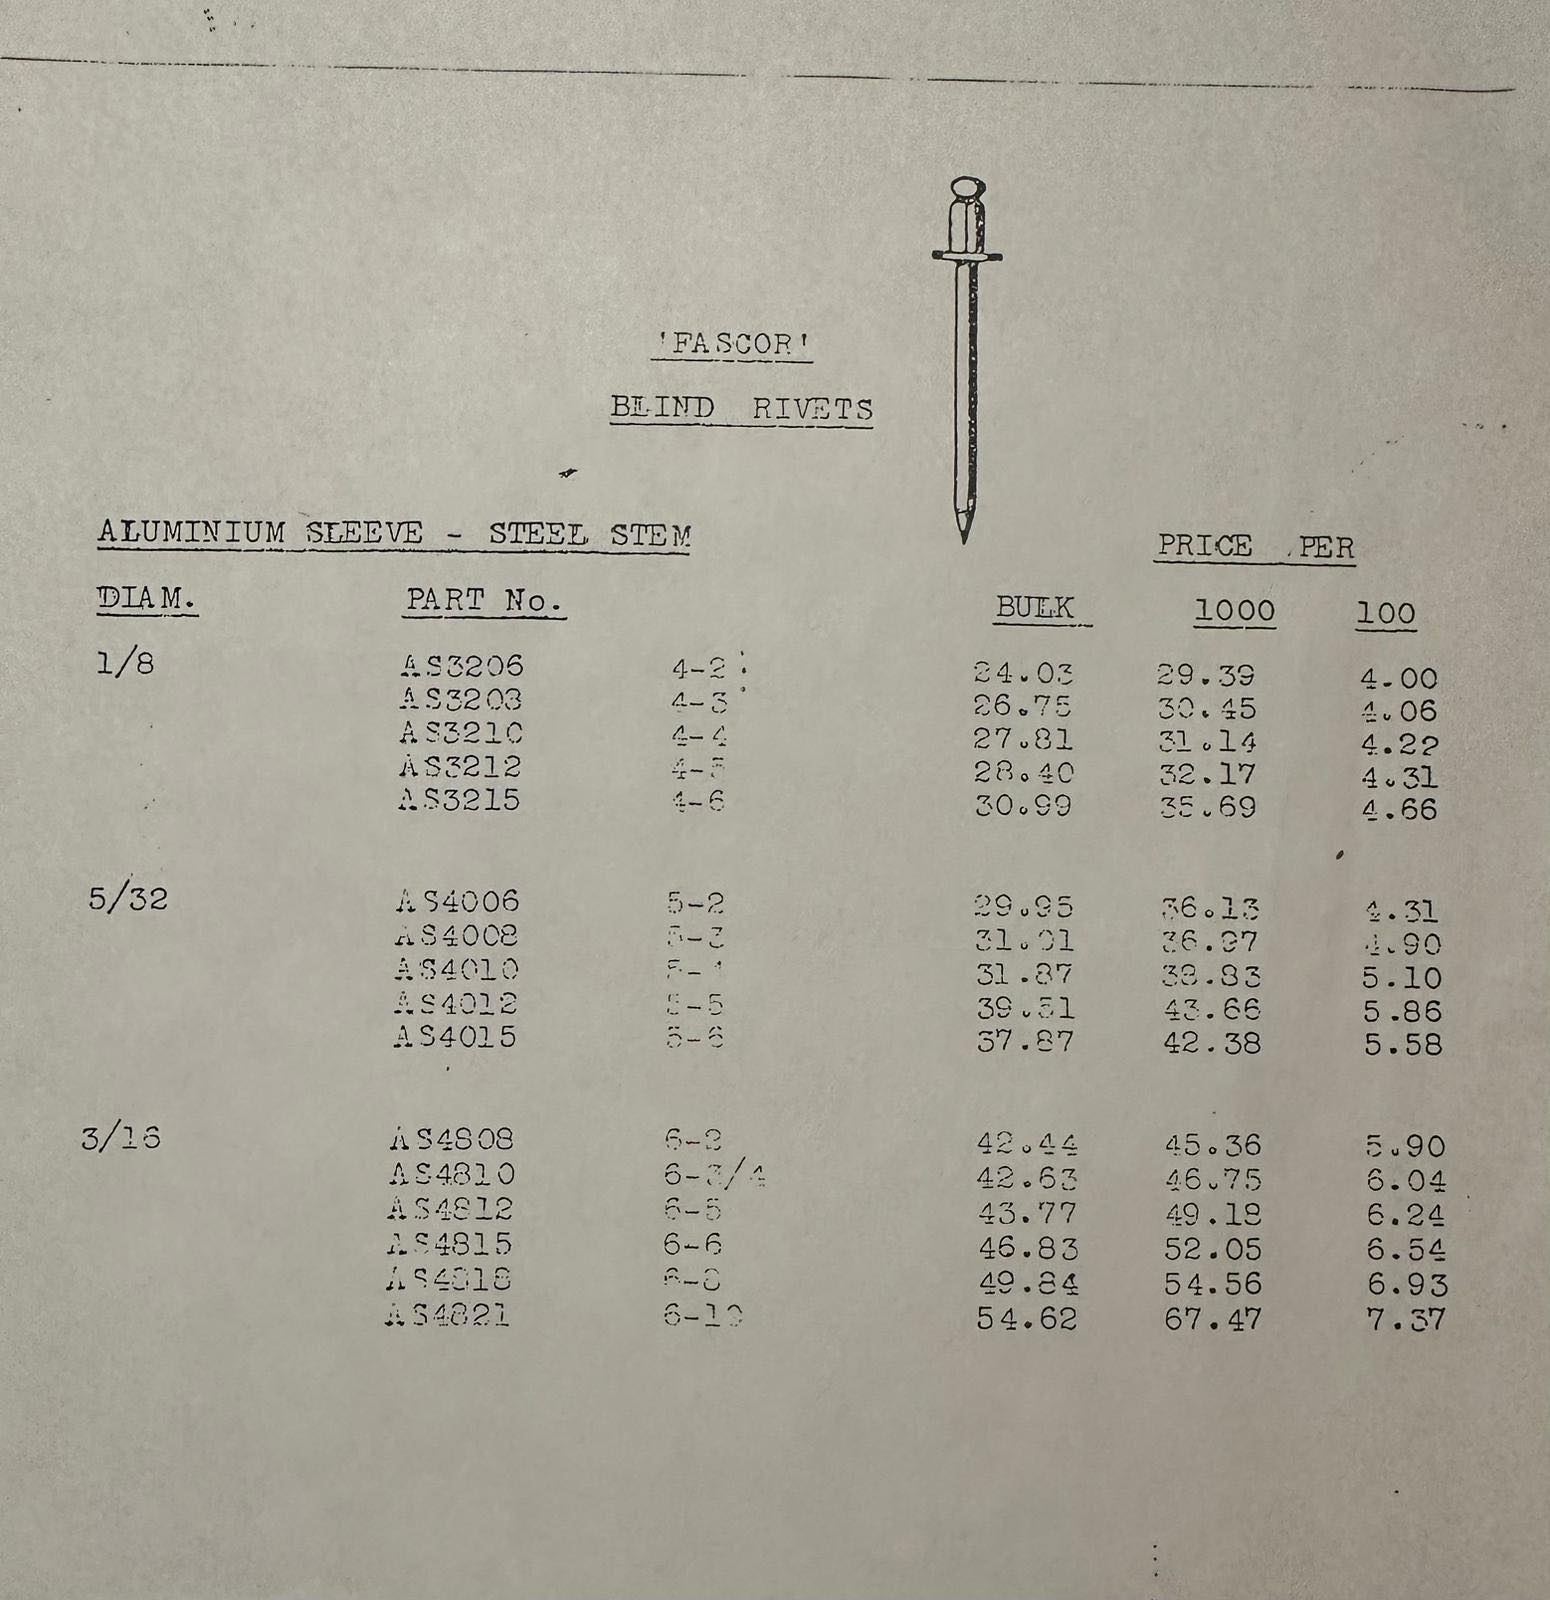 'FASCOR'
BLIND RIVETS
ALUMINIUM SLEEVE - STEEL STEM
PRICE PER
DIAM. PART No. BULK 1000 100
1/8 AS3206 4-2 24.03 29.39 4.00
AS3208 4-3 26.75 30.45 4.06
AS3210 4-4 27.81 31.14 4.22
AS3212 4-5 28.40 32.17 4.31
AS3215 4-6 30.99 35.69 4.66
5/32 AS4006 5-2 29.95 36.13 4.31
AS4008 5-3 31.91 36.97 4.90
AS4010 5-4 31.87 38.83 5.10
AS4012 5-5 39.51 43.66 5.86
AS4015 5-6 37.87 42.38 5.58
3/16 AS4808 6-2 42.44 45.36 5.90
AS4810 6-3/4 42.63 46.75 6.04
AS4812 6-5 43.77 49.18 6.24
AS4815 6-6 46.83 52.05 6.54
AS4818 6-8 49.84 54.56 6.93
AS4821 6-10 54.62 67.47 7.37